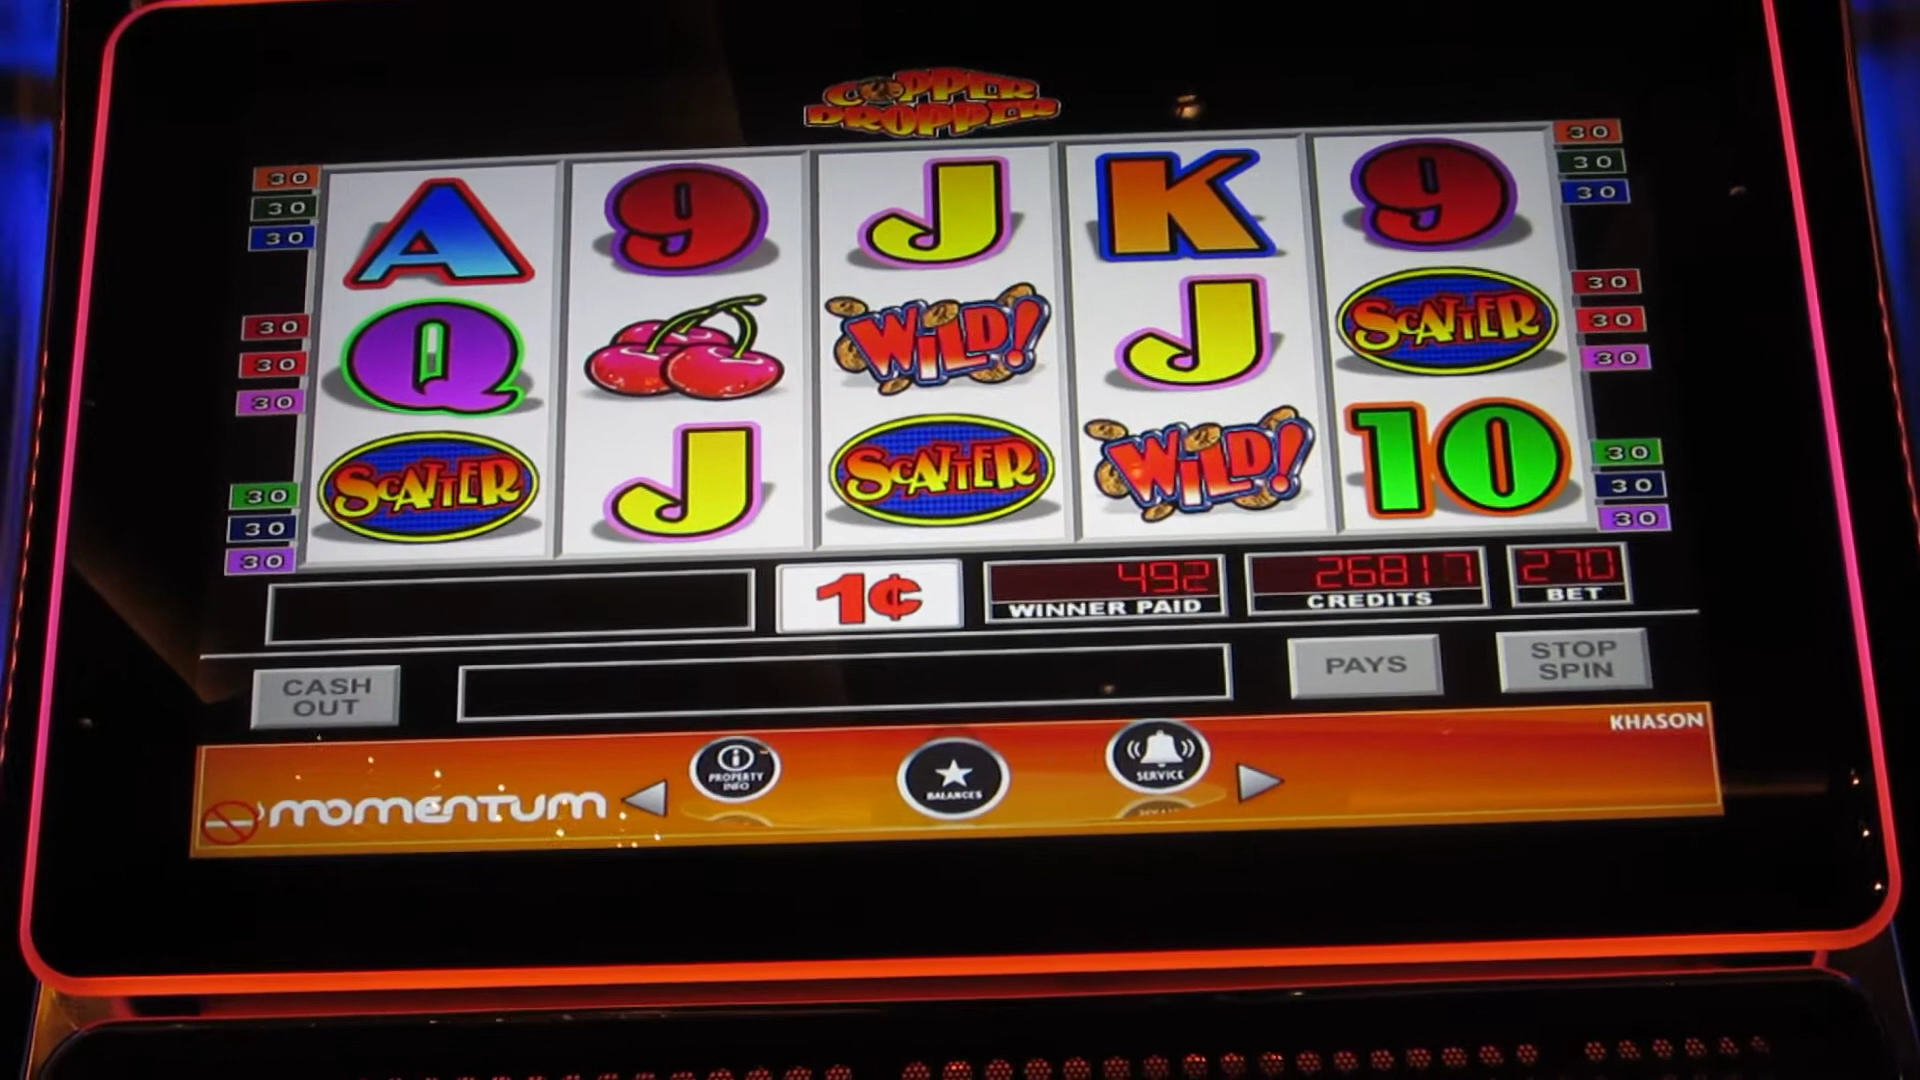 COPPER
DROPPER
30 A 9 J K 9 30
30 30
30 30
30 Q WILD! J SCATTER 30
30 30
30 30
SCATTER J SCATTER WILD! 10
30 30
30 30
30 30
1¢ 492 26817 270
WINNER PAID CREDITS BET
CASH OUT PAYS STOP SPIN
KHASON
momentum PROPERTY INFO BALANCES SERVICE